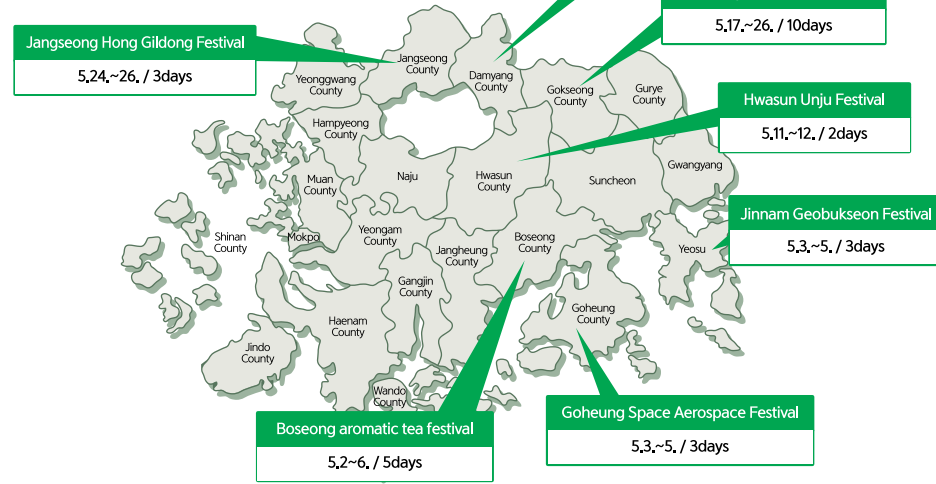 5.17.~26. / 10days
Jangseong Hong Gildong Festival
5.24.~26. / 3days
Jangseong
County
Damyang
County
Yeonggwang
County
Gokseong
County
Gurye
County
Hwasun Unju Festival
5.11.~12. / 2days
Hampyeong
County
Muan
County
Naju
Hwasun
County
Suncheon
Gwangyang
Jinnam Geobukseon Festival
5.3.~5. / 3days
Shinan
County
Mokpo
Yeongam
County
Jangheung
County
Boseong
County
Yeosu
Gangjin
County
Haenam
County
Goheung
County
Jindo
County
Wando
County
Boseong aromatic tea festival
5.2~6. / 5days
Goheung Space Aerospace Festival
5.3.~5. / 3days